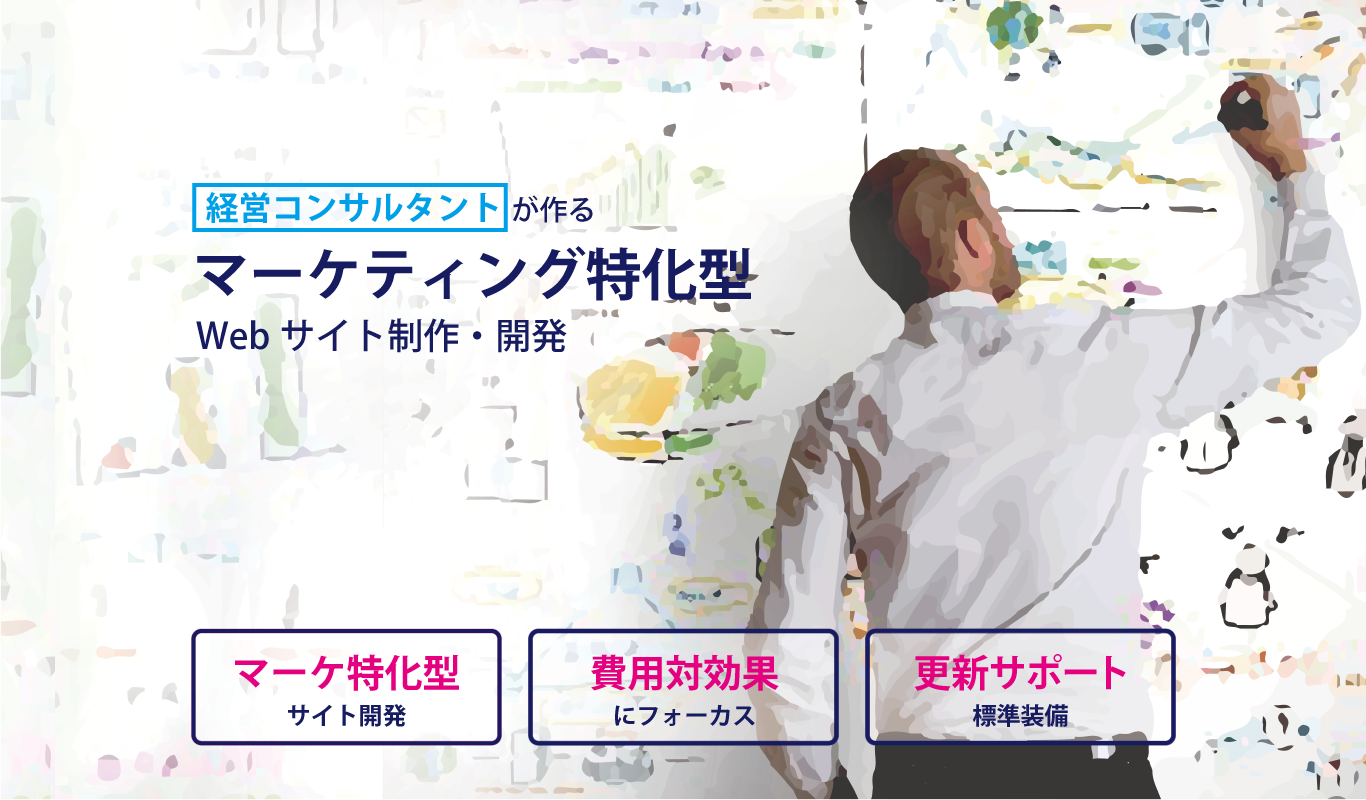 経営コンサルタントが作る
マーケティング特化型
Web サイト制作・開発
マーケ特化型
サイト開発
費用対効果
にフォーカス
更新サポート
標準装備